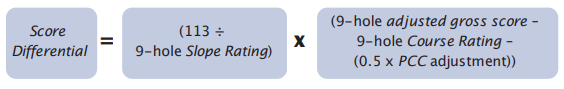 Score
Differential
=
(113 ÷
9-hole Slope Rating)
X
(9-hole adjusted gross score –
9-hole Course Rating –
(0.5 x PCC adjustment))